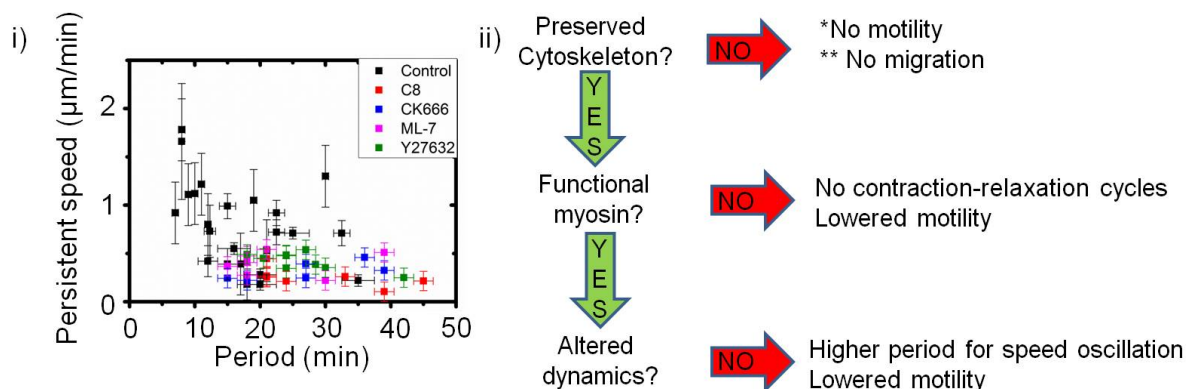 i)
Persistent speed (µm/min)
2
1
0
0 10 20 30 40 50
Period (min)
Control
C8
CK666
ML-7
Y27632
ii)
Preserved
Cytoskeleton?
NO
*No motility
** No migration
YES
Functional
myosin?
NO
No contraction-relaxation cycles
Lowered motility
YES
Altered
dynamics?
NO
Higher period for speed oscillation
Lowered motility